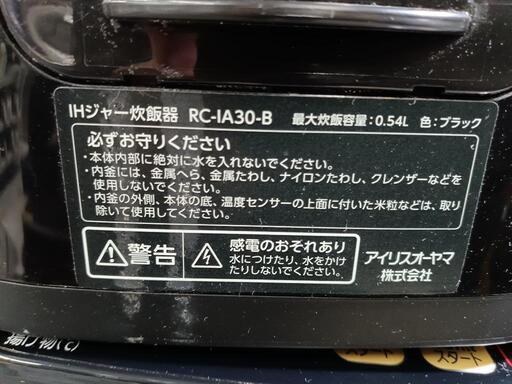 IHジャー炊飯器 RC-IA30-B 最大炊飯容量:0.54L 色:ブラック
必ずお守りください
・本体内部に絶対に水を入れないでください。
・内釜には、金属へら、金属たわし、ナイロンたわし、クレンザーなどを
使用しないでください。
・内釜の外側、本体の底、温度センサーの上面に付いた米粒などは、取り
除いて使用してください。
警告
感電のおそれあり
水につけたり、水をかけ
たりしないでください。
アイリスオーヤマ
株式会社
揚げ物(℃)
スタート
スタート